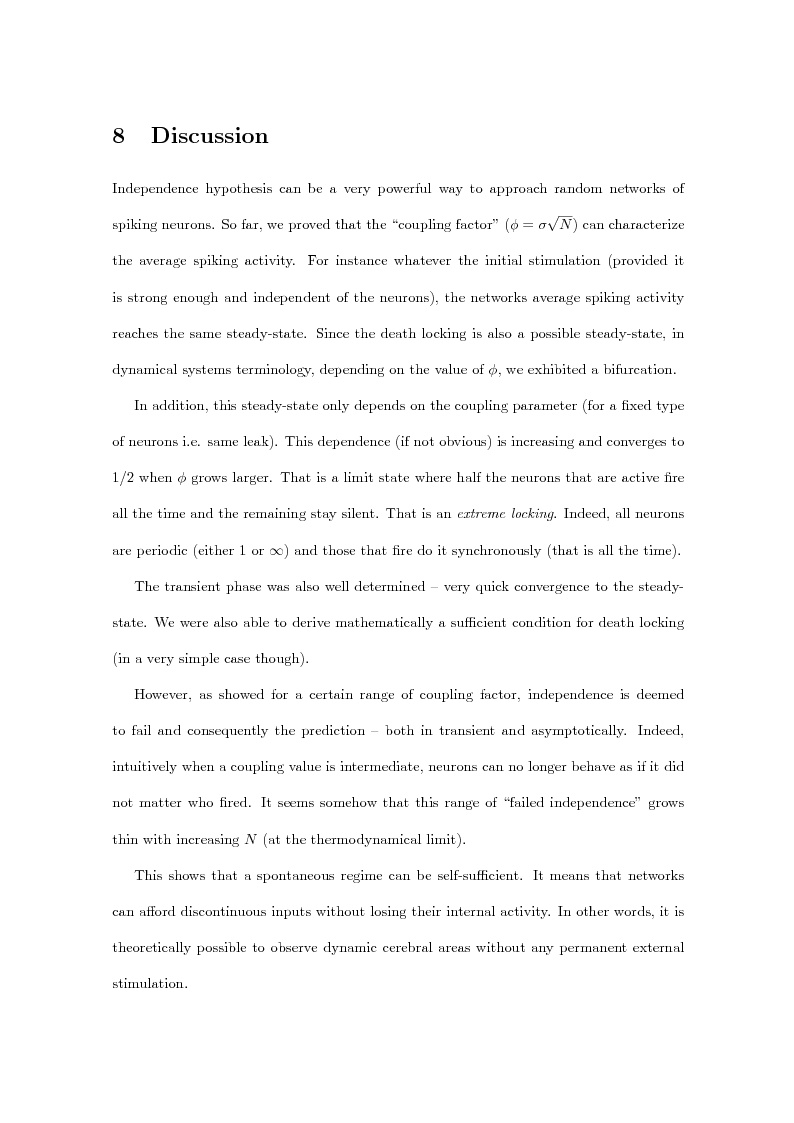 8 Discussion
Independence hypothesis can be a very powerful way to approach random networks of
spiking neurons. So far, we proved that the “coupling factor” (ϕ = σ√N) can characterize
the average spiking activity. For instance whatever the initial stimulation (provided it
is strong enough and independent of the neurons), the networks average spiking activity
reaches the same steady-state. Since the death locking is also a possible steady-state, in
dynamical systems terminology, depending on the value of ϕ, we exhibited a bifurcation.
In addition, this steady-state only depends on the coupling parameter (for a fixed type
of neurons i.e. same leak). This dependence (if not obvious) is increasing and converges to
1/2 when ϕ grows larger. That is a limit state where half the neurons that are active fire
all the time and the remaining stay silent. That is an extreme locking. Indeed, all neurons
are periodic (either 1 or ∞) and those that fire do it synchronously (that is all the time).
The transient phase was also well determined – very quick convergence to the steady-
state. We were also able to derive mathematically a sufficient condition for death locking
(in a very simple case though).
However, as showed for a certain range of coupling factor, independence is deemed
to fail and consequently the prediction – both in transient and asymptotically. Indeed,
intuitively when a coupling value is intermediate, neurons can no longer behave as if it did
not matter who fired. It seems somehow that this range of “failed independence” grows
thin with increasing N (at the thermodynamical limit).
This shows that a spontaneous regime can be self-sufficient. It means that networks
can afford discontinuous inputs without losing their internal activity. In other words, it is
theoretically possible to observe dynamic cerebral areas without any permanent external
stimulation.